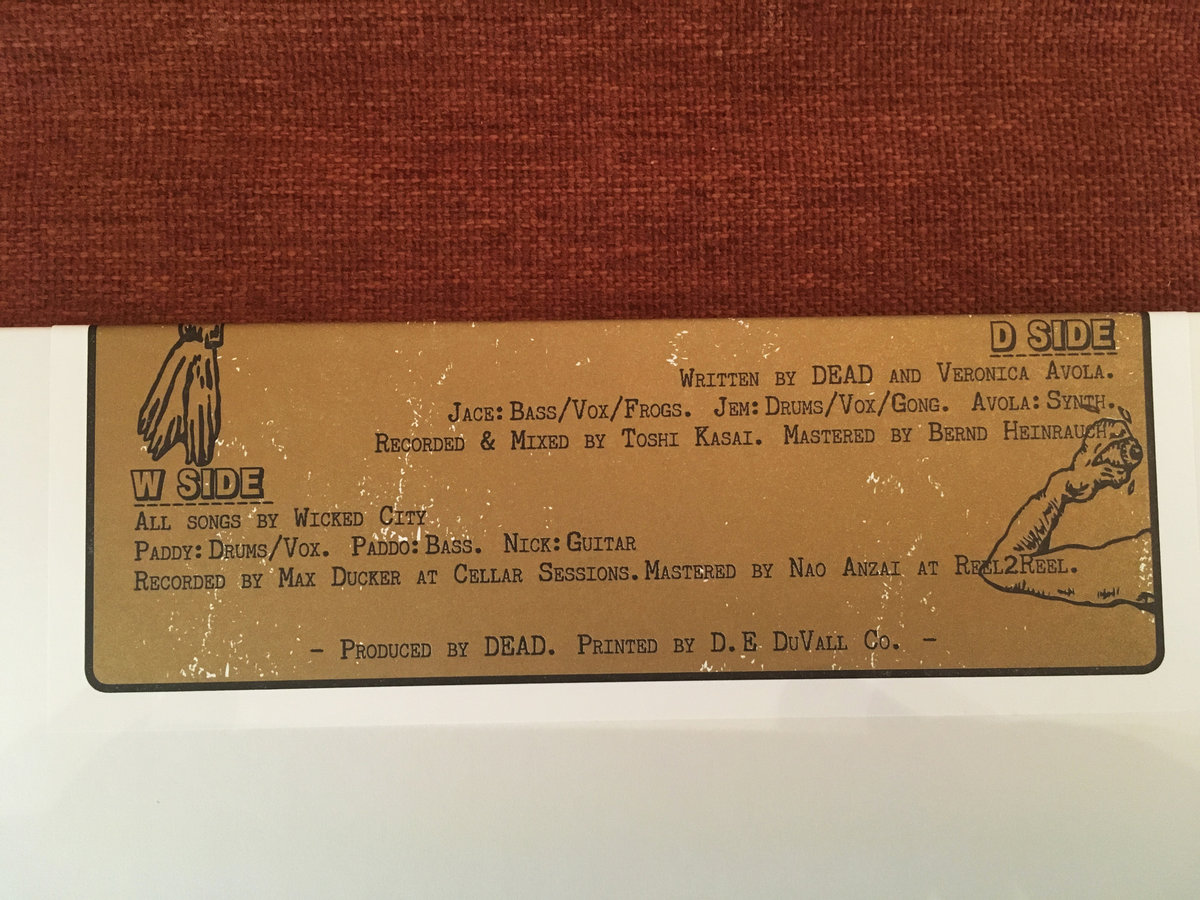 D SIDE
Written by DEAD and Veronica Avola.
Jace: Bass/Vox/Frogs. Jem: Drums/Vox/Gong. Avola: Synth.
Recorded & Mixed by Toshi Kasai. Mastered by Bernd Heinrauch.
W SIDE
All songs by Wicked City
Paddy: Drums/Vox. Paddo: Bass. Nick: Guitar
Recorded by Max Ducker at Cellar Sessions. Mastered by Nao Anzai at Reel2Reel.
- Produced by DEAD. Printed by D.E DuVall Co. -